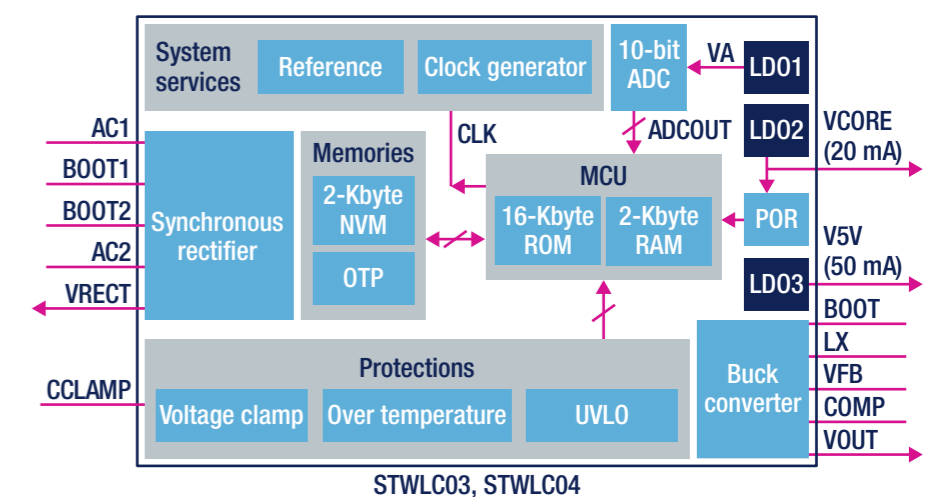 System
services
Reference
Clock generator
10-bit
ADC
VA
LDO1
AC1
BOOT1
BOOT2
AC2
VRECT
Synchronous
rectifier
Memories
2-Kbyte
NVM
OTP
CLK
ADCOUT
MCU
16-Kbyte
ROM
2-Kbyte
RAM
LDO2
VCORE
(20 mA)
POR
V5V
(50 mA)
LDO3
CCLAMP
Protections
Voltage clamp
Over temperature
UVLO
Buck
converter
BOOT
LX
VFB
COMP
VOUT
STWLC03, STWLC04